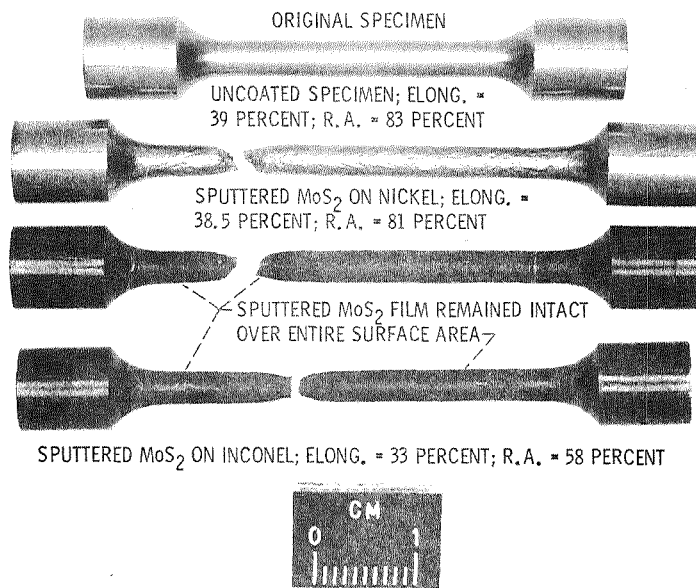 ORIGINAL SPECIMEN
UNCOATED SPECIMEN; ELONG. =
39 PERCENT; R.A. = 83 PERCENT
SPUTTERED MoS2 ON NICKEL; ELONG. =
38.5 PERCENT; R.A. = 81 PERCENT
SPUTTERED MoS2 FILM REMAINED INTACT
OVER ENTIRE SURFACE AREA
SPUTTERED MoS2 ON INCONEL; ELONG. = 33 PERCENT; R.A. = 58 PERCENT
CM
0 1